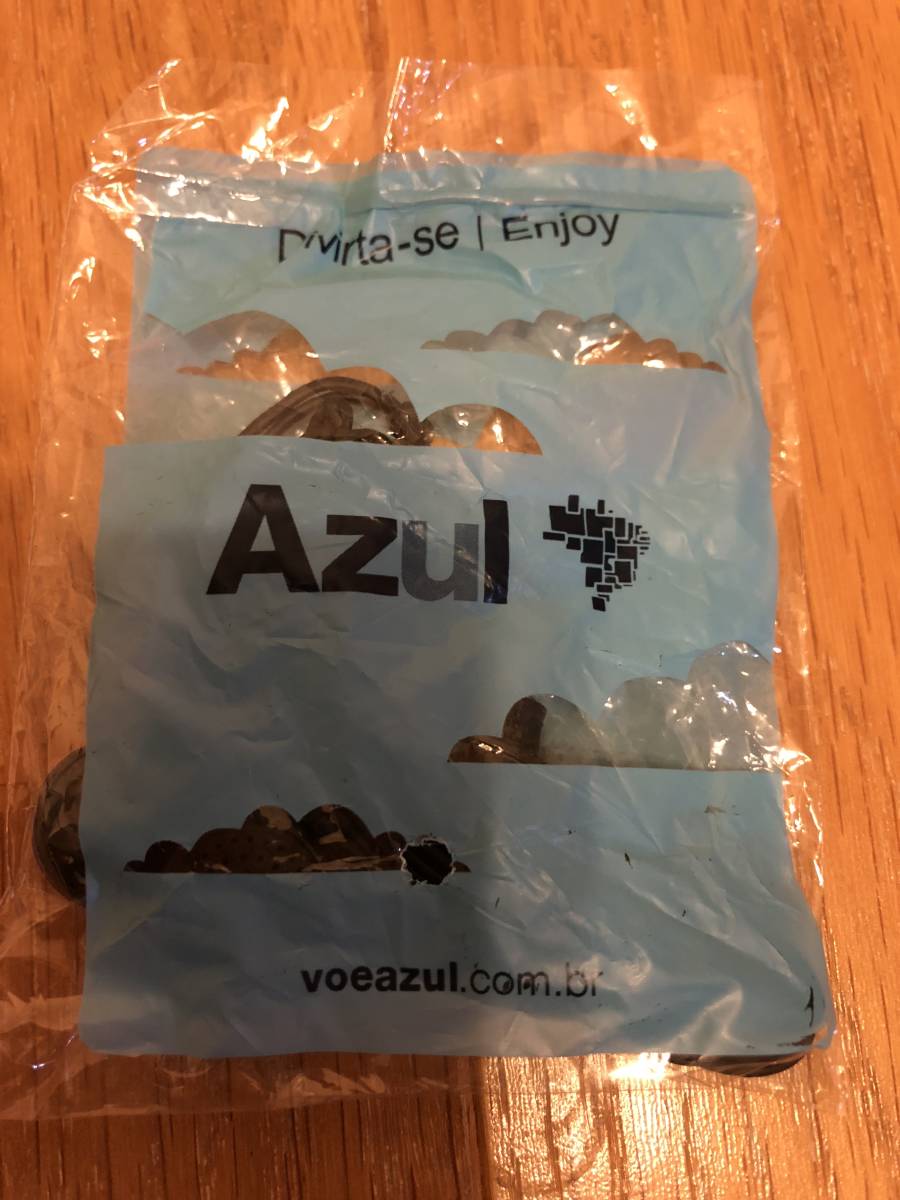 Divirta-se | Enjoy
Azul
voeazul.com.br